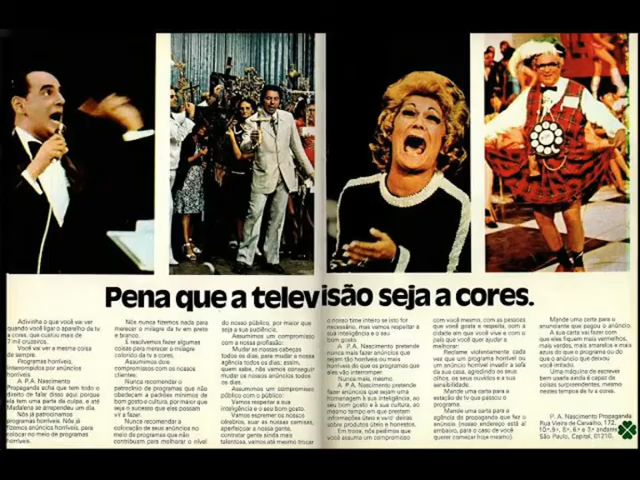 Pena que a televisão seja a cores.
Adivinha o que você vai ver
quando você ligar o aparelho da tv
a cores, que custou mais de
7 mil cruzeiros.
Você vai ver a mesma coisa
de sempre.
Programas horríveis,
interrompidos por anúncios
horríveis.
A P.A. Nascimento
Propaganda acha que tem todo o
direito de falar disso aqui porque
ela tem uma parte da culpa, e até
Madalena se arrependeu um dia.
Nós já patrocinamos
programas horríveis. Nós já
fizemos anúncios horríveis, para
colocar no meio de programas
horríveis.
Nós nunca fizemos nada para
merecer o milagre da tv em preto
e branco.
E resolvemos fazer algumas
coisas para merecer o milagre
colorido da tv a cores.
Assumimos dois
compromissos com os nossos
clientes:
Nunca recomendar o
patrocínio de programas que não
obedeçam a padrões mínimos de
bom gosto e cultura, por maior que
seja o sucesso que eles possam
vir a fazer.
Nunca recomendar a
colocação de seus anúncios no
meio de programas que não
contribuam para melhorar o nível
do nosso público, por maior que
seja a sua audiência.
Assumimos um compromisso
com a nossa profissão:
Mudar as nossas cabeças
todos os dias, para mudar a nossa
agência todos os dias; assim,
quem sabe, nós vamos conseguir
mudar os nossos anúncios todos
os dias.
Assumimos um compromisso
público com o público:
Vamos respeitar a sua
inteligência e o seu bom gosto.
Vamos espremer os nossos
cérebros, suar as nossas camisas,
aperfeiçoar a nossa gente,
contratar gente ainda mais
talentosa, vamos até mesmo trocar
o nosso time inteiro se isto for
necessário, mas vamos respeitar a
sua inteligência e o seu
bom gosto.
A P.A. Nascimento pretende
nunca mais fazer anúncios que
sejam tão horríveis ou mais
horríveis do que os programas que
eles vão interromper.
Nunca mais, mesmo.
A P.A. Nascimento pretende
fazer anúncios que sejam uma
homenagem à sua inteligência, ao
seu bom gosto e à sua cultura, ao
mesmo tempo em que prestam
informações úteis e honestas
sobre produtos úteis e honestos.
Em troca, nós pedimos que
você assuma um compromisso
com você mesmo, com as pessoas
que você gosta e respeita, com a
cidade em que você vive e com o
país que você quer ajudar a
melhorar:
Reclame violentamente cada
vez que um programa horrível ou
um anúncio horrível invadir a sala
da sua casa, agredindo os seus
olhos, os seus ouvidos e a sua
sensibilidade.
Mande uma carta para a
estação de tv que passou o
programa.
Mande uma carta para a
agência de propaganda que fez o
anúncio (nosso endereço está aí
embaixo, para o caso de você
querer começar hoje mesmo).
Mande uma carta para o
anunciante que pagou o anúncio.
A sua carta vai fazer com
que eles fiquem mais vermelhos,
mais verdes, mais amarelos e mais
azuis do que o programa ou do
que o anúncio que deixou
você irritado.
Uma máquina de escrever
bem usada ainda é capaz de
coisas surpreendentes, mesmo
nestes tempos de tv a cores.
P. A. Nascimento Propaganda
Rua Vieira de Carvalho, 172,
São Paulo, Capital, 01210.